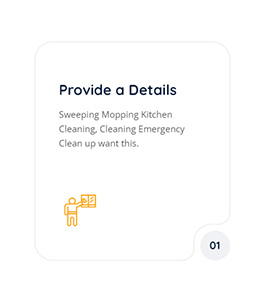 Provide a Details
Sweeping Mopping Kitchen
Cleaning, Cleaning Emergency
Clean up want this.
01